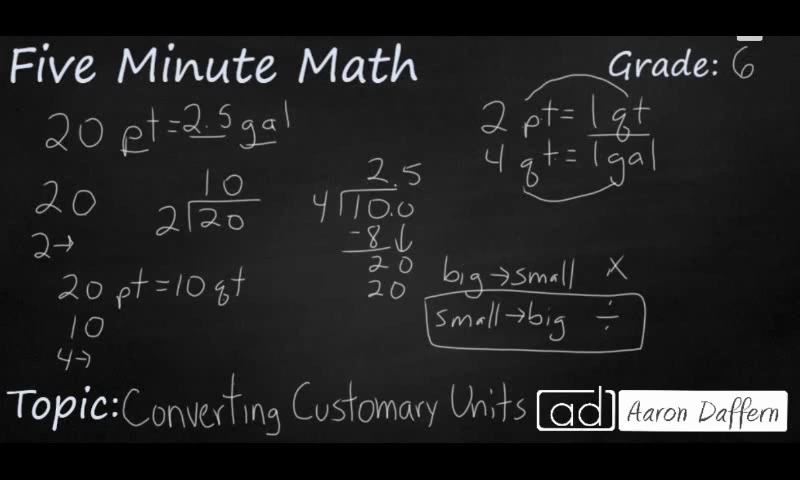 Five Minute Math
Grade: 6
20 pt = 2.5 gal
2 pt = 1 qt
4 qt = 1 gal
20
2→
10
2 20
2.5
4 10.0
-8↓
20
20
20 pt = 10 qt
10
4→
big → small ×
small → big ÷
Topic: Converting Customary Units
ad Aaron Daffern